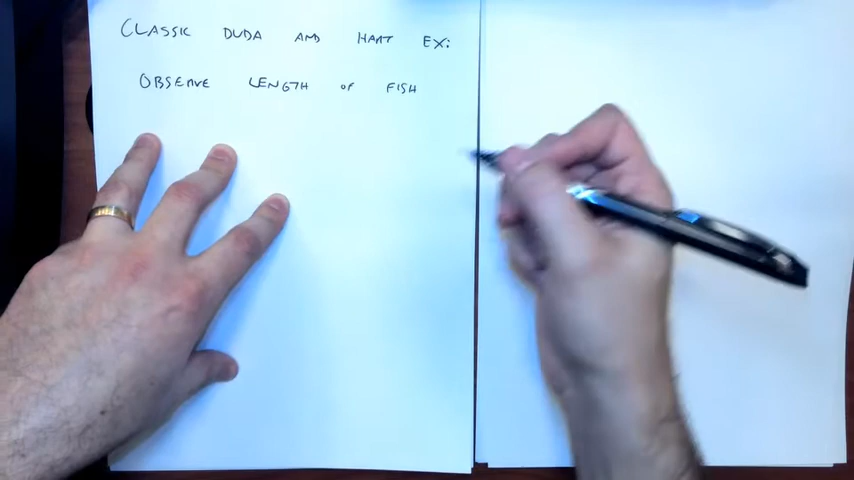 CLASSIC DUDA AND HART EX:
OBSERVE LENGTH OF FISH